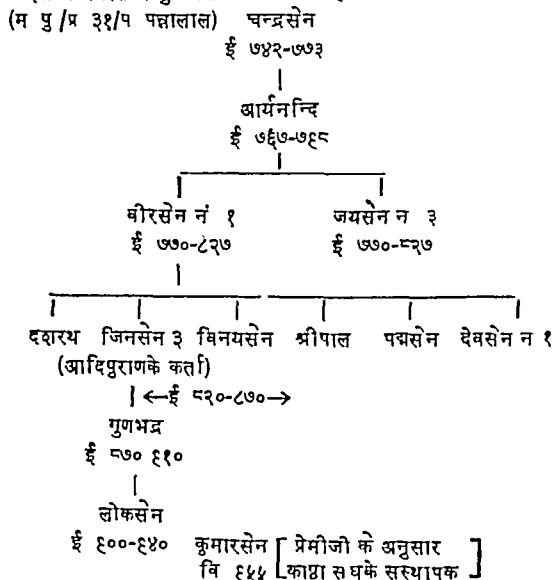 (म पु/प्र ३१/प पन्नालाल) चन्द्रसेन
ई ७४२-७७३
आर्यनन्दि
ई ७६७-७९८
वीरसेन नं १ जयसेन न ३
ई ७७०-८२७ ई ७७०-८२७
दशरथ जिनसेन ३ विनयसेन श्रीपाल पद्मसेन देवसेन न १
(आदिपुराणके कर्ता)
←ई ८२०-८७०→
गुणभद्र
ई ८७० ९१०
लोकसेन
ई ९००-९४० कुमारसेन [प्रेमीजी के अनुसार
वि ९५५ काष्ठा सघके सस्थापक]